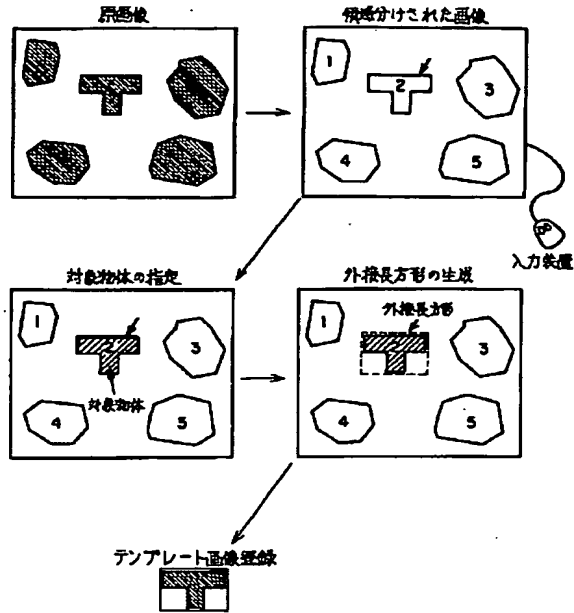 原画像
領域分けされた画像
1
2
3
4
5
入力装置
対象物体の指定
外接長方形の生成
1
2
3
対象物体
4
5
外接長方形
1
2
3
4
5
テンプレート画像登録